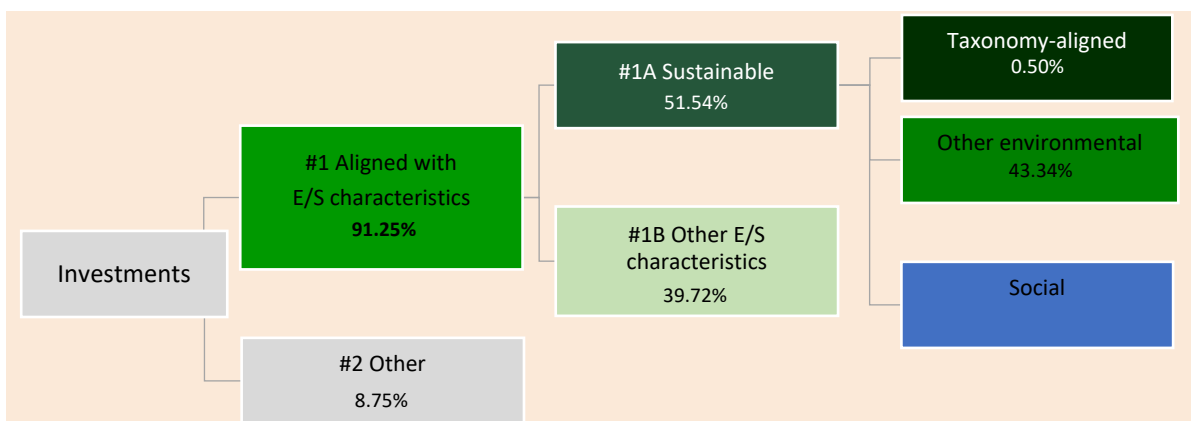 Investments
#1 Aligned with
E/S characteristics
91.25%
#2 Other
8.75%
#1A Sustainable
51.54%
#1B Other E/S
characteristics
39.72%
Taxonomy-aligned
0.50%
Other environmental
43.34%
Social